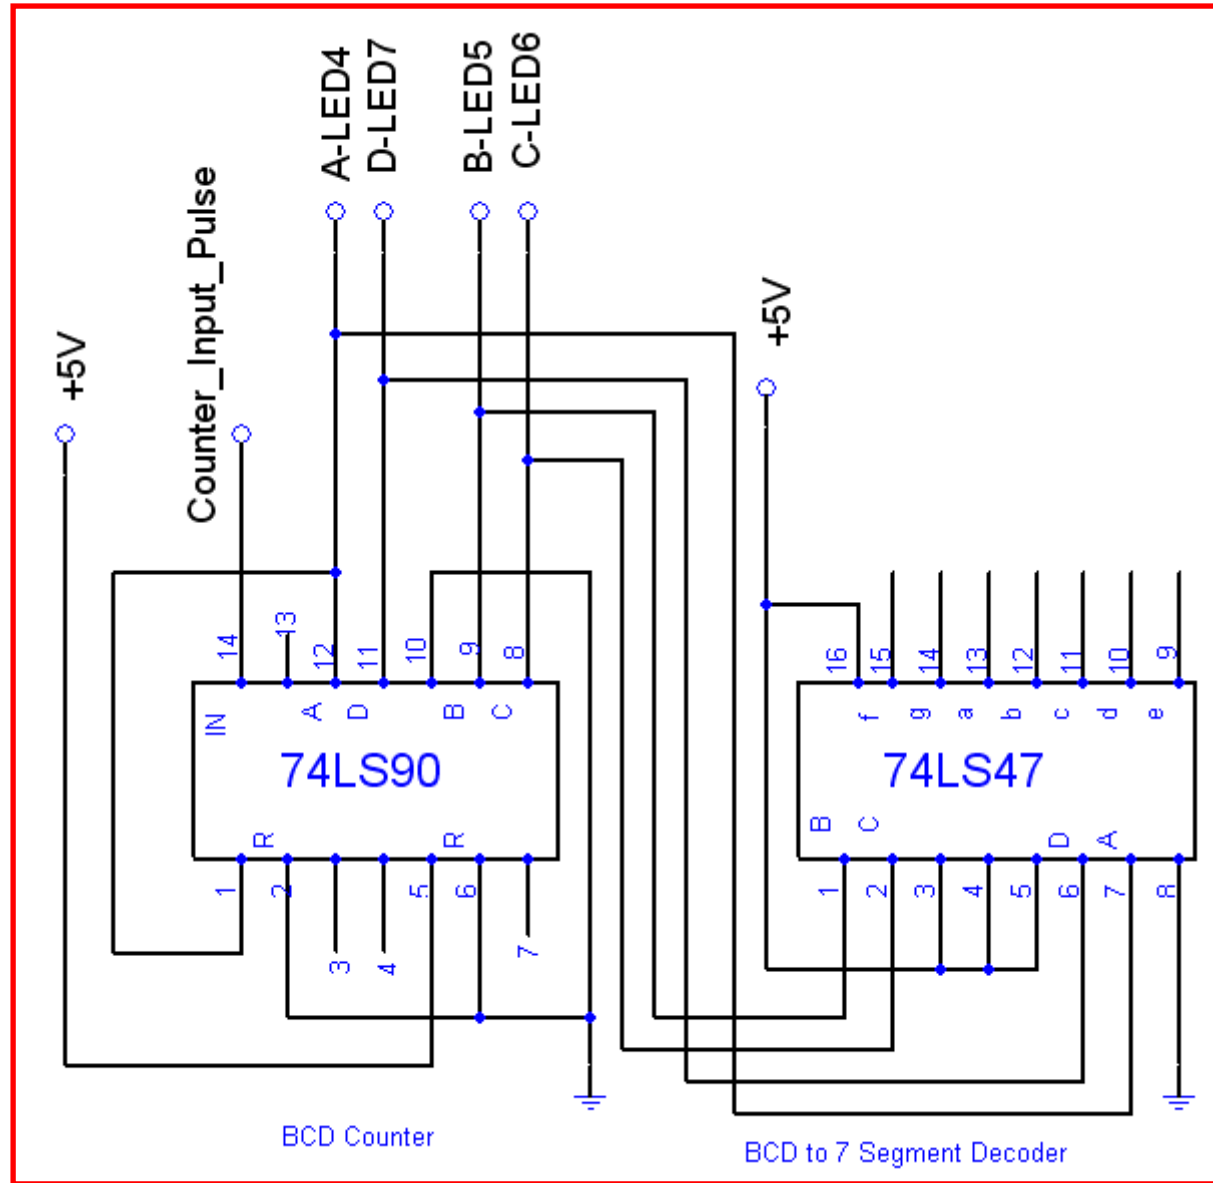 A-LED4
D-LED7
B-LED5
C-LED6
Counter_Input_Pulse
+5V
+5V
14
13
12
11
10
9
8
IN
A
D
B
C
74LS90
R
R
1
2
3
4
5
6
7
BCD Counter
16
15
14
13
12
11
10
9
f
g
a
b
c
d
e
74LS47
B
C
D
A
1
2
3
4
5
6
7
8
BCD to 7 Segment Decoder